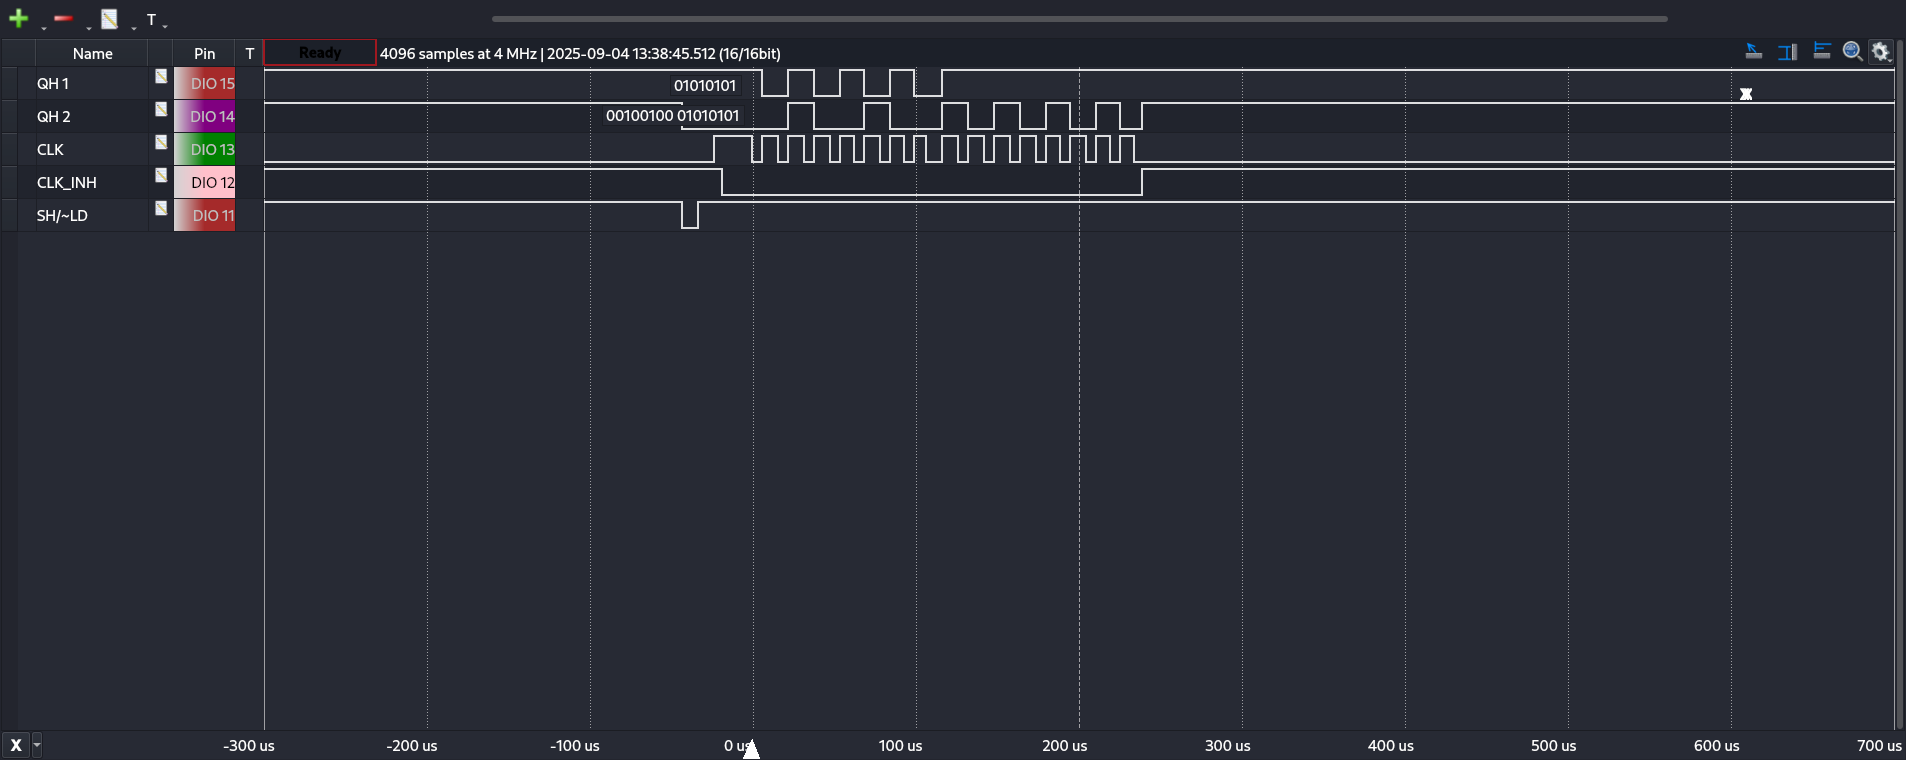 T
Name Pin T Ready 4096 samples at 4 MHz | 2025-09-04 13:38:45.512 (16/16bit)
QH 1 DIO 15 01010101
QH 2 DIO 14 00100100 01010101
CLK DIO 13
CLK_INH DIO 12
SH/~LD DIO 11
X -300 us -200 us -100 us 0 us 100 us 200 us 300 us 400 us 500 us 600 us 700 us